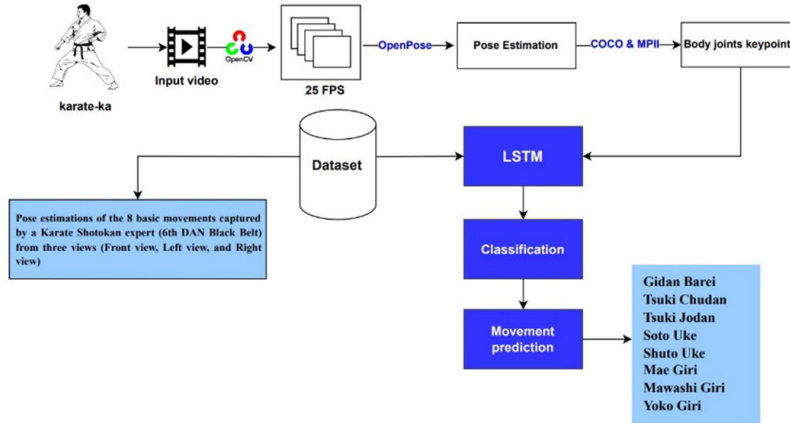 karate-ka
Input video
OpenCV
25 FPS
OpenPose
Pose Estimation
COCO & MPII
Body joints keypoint
Dataset
LSTM
Pose estimations of the 8 basic movements captured
by a Karate Shotokan expert (6th DAN Black Belt)
from three views (Front view, Left view, and Right
view)
Classification
Movement
prediction
Gidan Barei
Tsuki Chudan
Tsuki Jodan
Soto Uke
Shuto Uke
Mae Giri
Mawashi Giri
Yoko Giri